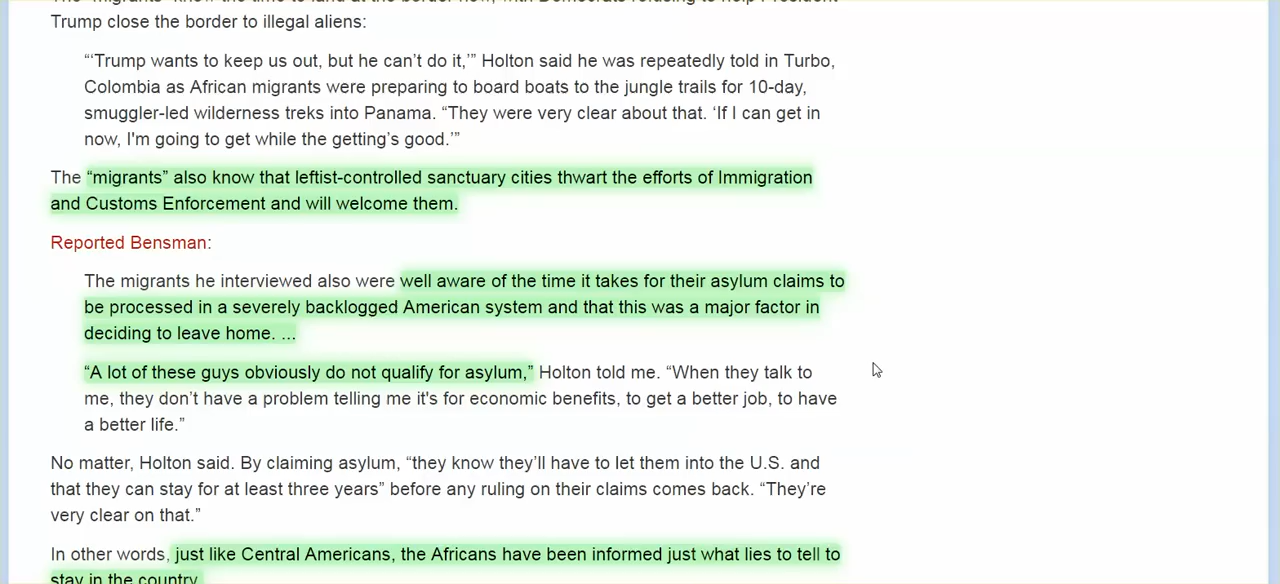 Trump close the border to illegal aliens:
“‘Trump wants to keep us out, but he can’t do it,’” Holton said he was repeatedly told in Turbo,
Colombia as African migrants were preparing to board boats to the jungle trails for 10-day,
smuggler-led wilderness treks into Panama. “They were very clear about that. ‘If I can get in
now, I'm going to get while the getting’s good.’”
The “migrants” also know that leftist-controlled sanctuary cities thwart the efforts of Immigration
and Customs Enforcement and will welcome them.
Reported Bensman:
The migrants he interviewed also were well aware of the time it takes for their asylum claims to
be processed in a severely backlogged American system and that this was a major factor in
deciding to leave home. ...
“A lot of these guys obviously do not qualify for asylum,” Holton told me. “When they talk to
me, they don’t have a problem telling me it's for economic benefits, to get a better job, to have
a better life.”
No matter, Holton said. By claiming asylum, “they know they’ll have to let them into the U.S. and
that they can stay for at least three years” before any ruling on their claims comes back. “They’re
very clear on that.”
In other words, just like Central Americans, the Africans have been informed just what lies to tell to
stay in the country.